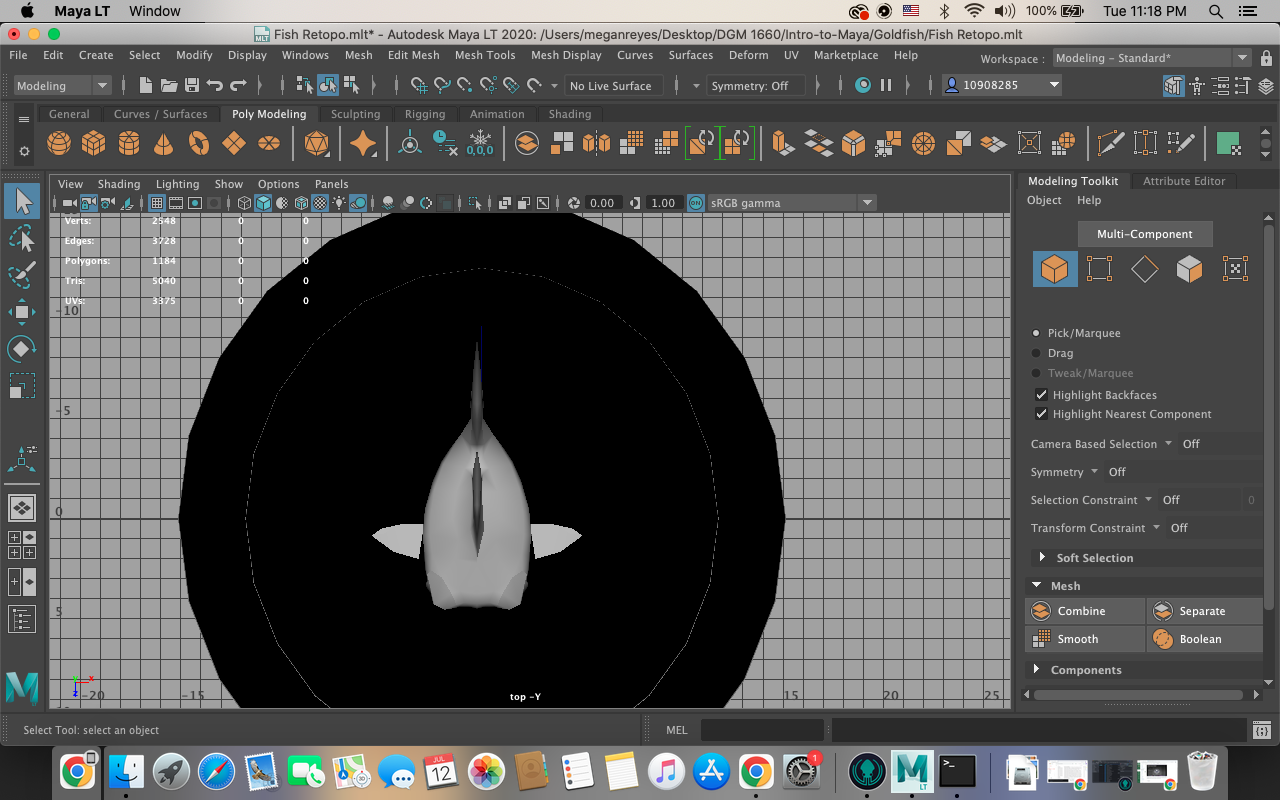 Maya LT Window 100% Tue 11:18 PM
Fish Retopo.mlt* - Autodesk Maya LT 2020: /Users/meganreyes/Desktop/DGM 1660/Intro-to-Maya/Goldfish/Fish Retopo.mlt
File Edit Create Select Modify Display Windows Mesh Edit Mesh Mesh Tools Mesh Display Curves Surfaces UV Marketplace Help Workspace : Modeling - Standard*
Modeling No Live Surface Symmetry: Off 10908285
General Curves / Surfaces Poly Modeling Sculpting Rigging Animation Shading
0,0,0
View Shading Lighting Show Options Panels
0.00 1.00 ON sRGB gamma
Verts: 2548 0 0
Edges: 3728 0 0
Polygons: 1184 0 0
Tris: 5040 0 0
UVs: 3375 0 0
-10
-5
0
5
-20 -15 15 20 25
x
z
top -Y
Modeling Toolkit Attribute Editor
Object Help
Multi-Component
Pick/Marquee
Drag
Tweak/Marquee
Highlight Backfaces
Highlight Nearest Component
Camera Based Selection Off
Symmetry Off
Selection Constraint Off 0
Transform Constraint Off
Soft Selection
Mesh
Combine Separate
Smooth Boolean
Components
M
Select Tool: select an object MEL
JUL
12
1
M
LT
>_